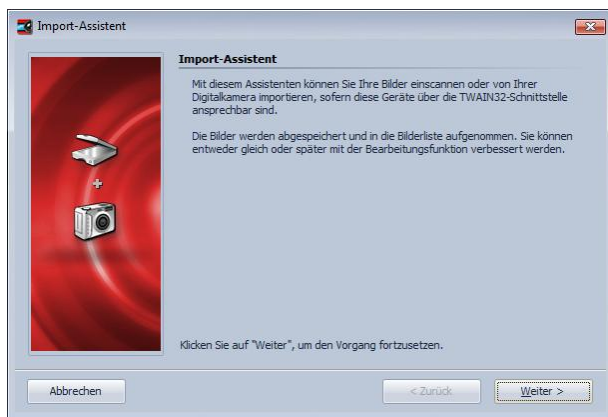 Import-Assistent
Import-Assistent
Mit diesem Assistenten können Sie Ihre Bilder einscannen oder von Ihrer
Digitalkamera importieren, sofern diese Geräte über die TWAIN32-Schnittstelle
ansprechbar sind.
Die Bilder werden abgespeichert und in die Bilderliste aufgenommen. Sie können
entweder gleich oder später mit der Bearbeitungsfunktion verbessert werden.
Klicken Sie auf "Weiter", um den Vorgang fortzusetzen.
Abbrechen
< Zurück
Weiter >